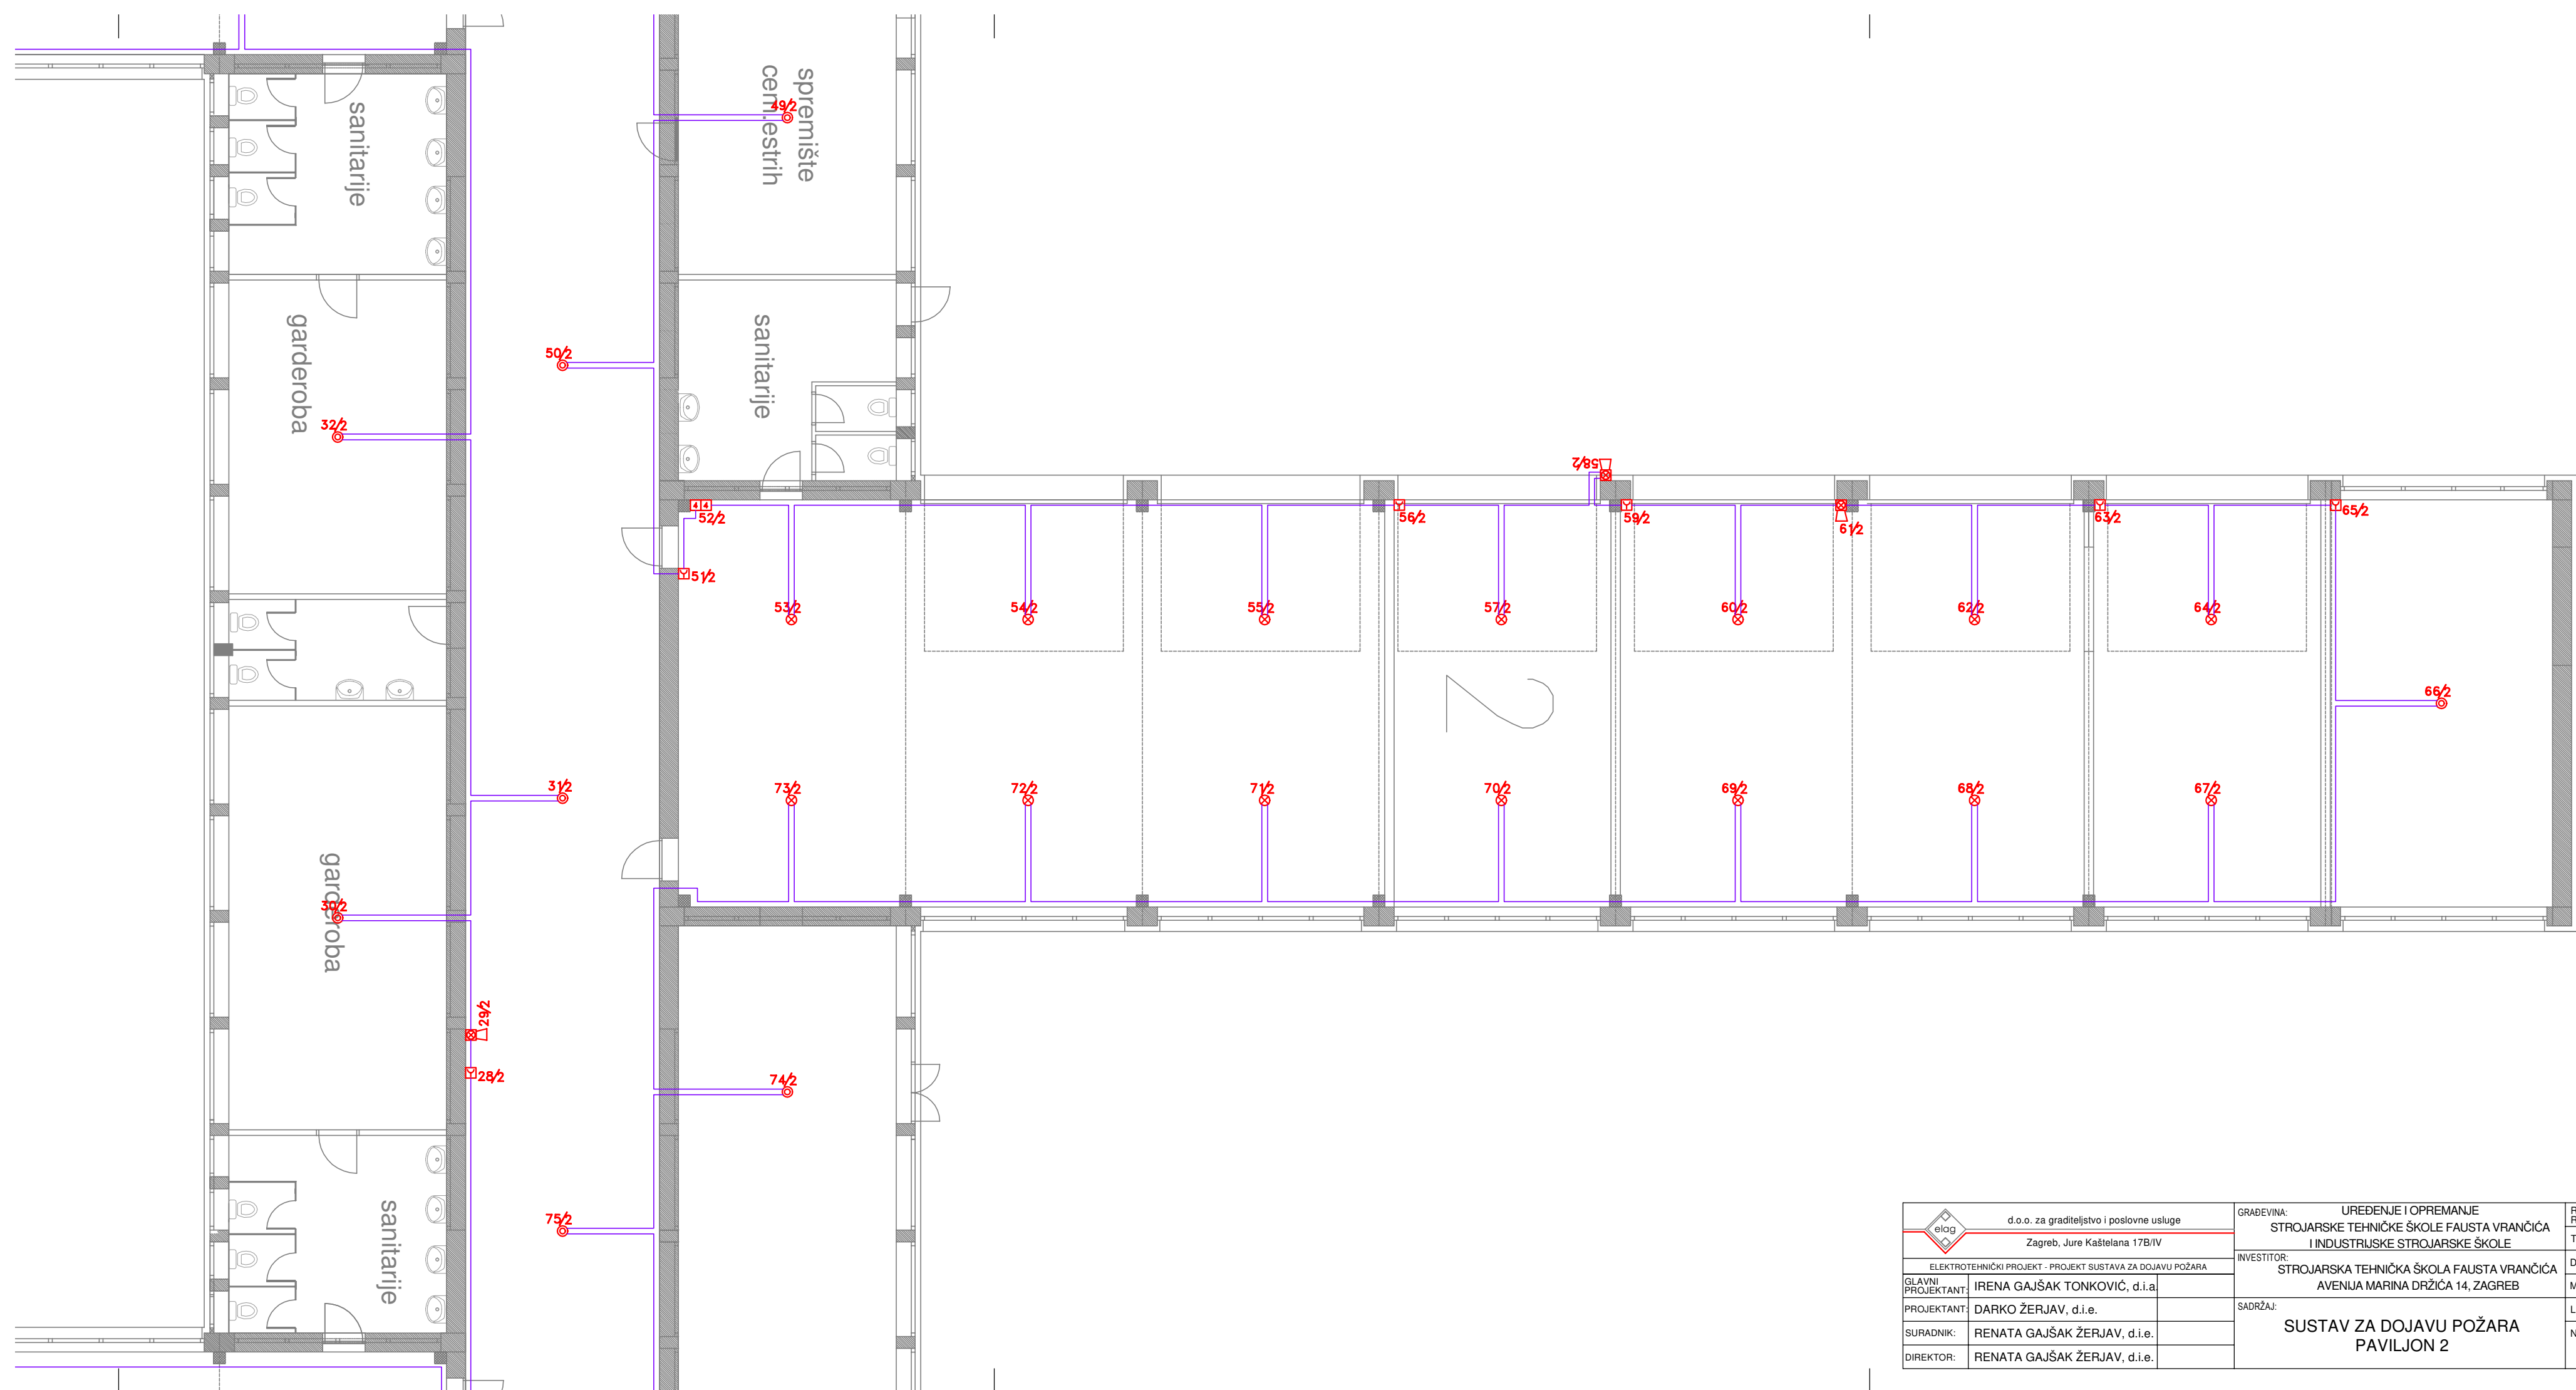 sanitarije
spremište
cem.estrih
49/2
garderoba
sanitarije
50/2
32/2
58/2
52/2
56/2
59/2
61/2
63/2
65/2
51/2
53/2
54/2
55/2
57/2
60/2
62/2
64/2
2
66/2
31/2
73/2
72/2
71/2
70/2
69/2
68/2
67/2
garderoba
30/2
29/2
28/2
74/2
75/2
sanitarije
4 4
elag
d.o.o. za graditeljstvo i poslovne usluge
Zagreb, Jure Kaštelana 17B/IV
ELEKTROTEHNIČKI PROJEKT - PROJEKT SUSTAVA ZA DOJAVU POŽARA
GLAVNI
PROJEKTANT: IRENA GAJŠAK TONKOVIĆ, d.i.a.
PROJEKTANT: DARKO ŽERJAV, d.i.e.
SURADNIK: RENATA GAJŠAK ŽERJAV, d.i.e.
DIREKTOR: RENATA GAJŠAK ŽERJAV, d.i.e.
GRAĐEVINA: UREĐENJE I OPREMANJE
STROJARSKE TEHNIČKE ŠKOLE FAUSTA VRANČIĆA
I INDUSTRIJSKE STROJARSKE ŠKOLE
INVESTITOR:
STROJARSKA TEHNIČKA ŠKOLA FAUSTA VRANČIĆA
AVENIJA MARINA DRŽIĆA 14, ZAGREB
SADRŽAJ:
SUSTAV ZA DOJAVU POŽARA
PAVILJON 2